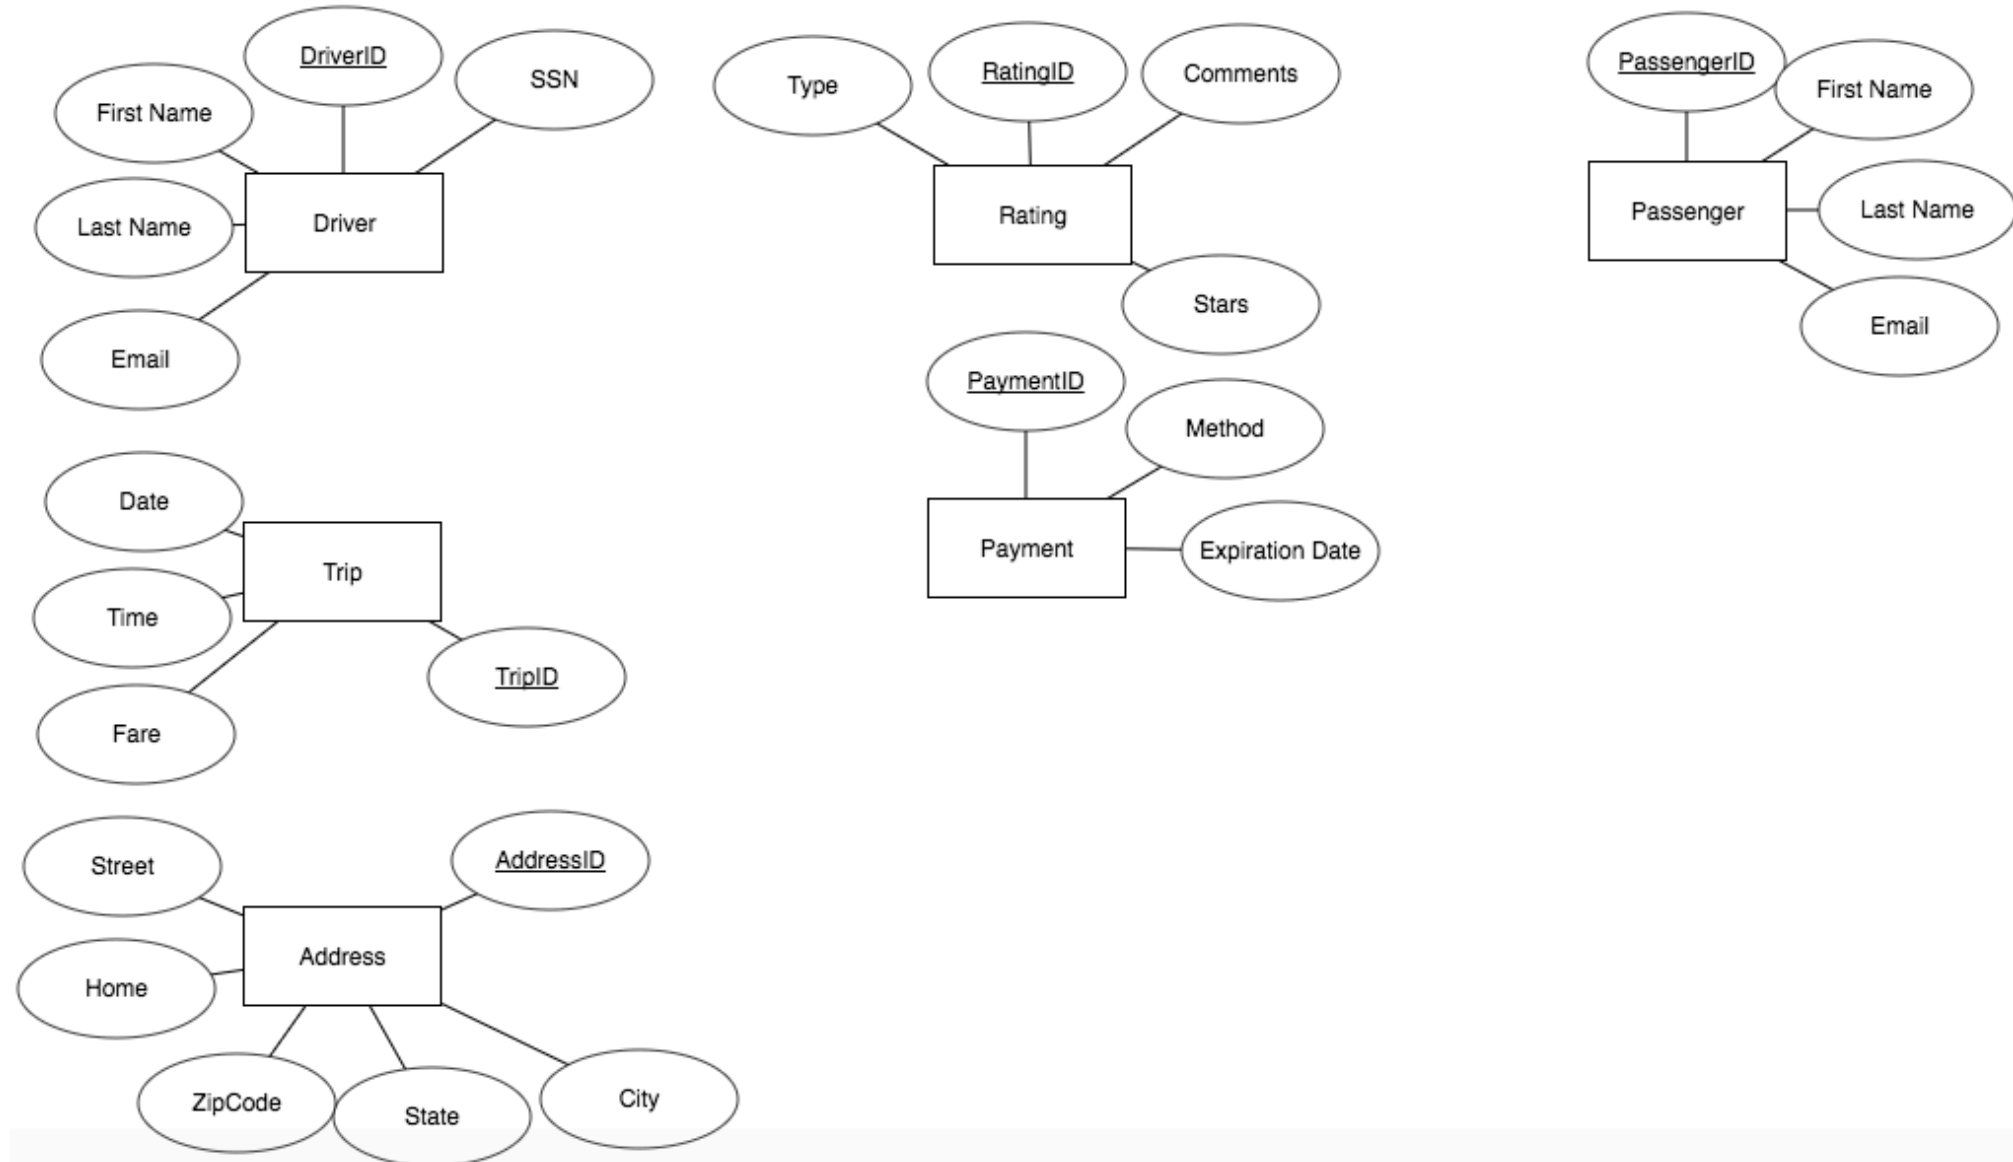 DriverID
SSN
First Name
Driver
Last Name
Email
Type
RatingID
Comments
Rating
Stars
PassengerID
First Name
Passenger
Last Name
Email
PaymentID
Method
Payment
Expiration Date
Date
Trip
Time
TripID
Fare
Street
AddressID
Address
Home
ZipCode
State
City